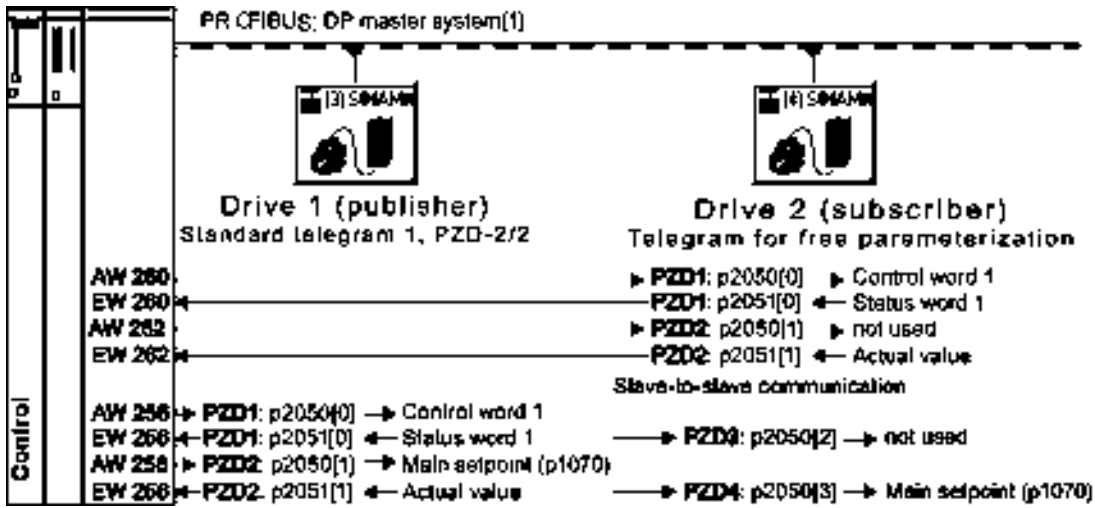 PROFIBUS: DP master system(1)
(3) SINAMI
(4) SINAMI
Drive 1 (publisher)
Standard telegram 1, PZD-2/2
Drive 2 (subscriber)
Telegram for free parameterization
AW 260 PZD1: p2050[0] Control word 1
EW 260 PZD1: p2051[0] Status word 1
AW 262 PZD2: p2050[1] not used
EW 262 PZD2: p2051[1] Actual value
Slave-to-slave communication
AW 256 PZD1: p2050[0] Control word 1
EW 256 PZD1: p2051[0] Status word 1 PZD3: p2050[2] not used
AW 258 PZD2: p2050[1] Main setpoint (p1070)
EW 256 PZD2: p2051[1] Actual value PZD4: p2050[3] Main setpoint (p1070)
Control